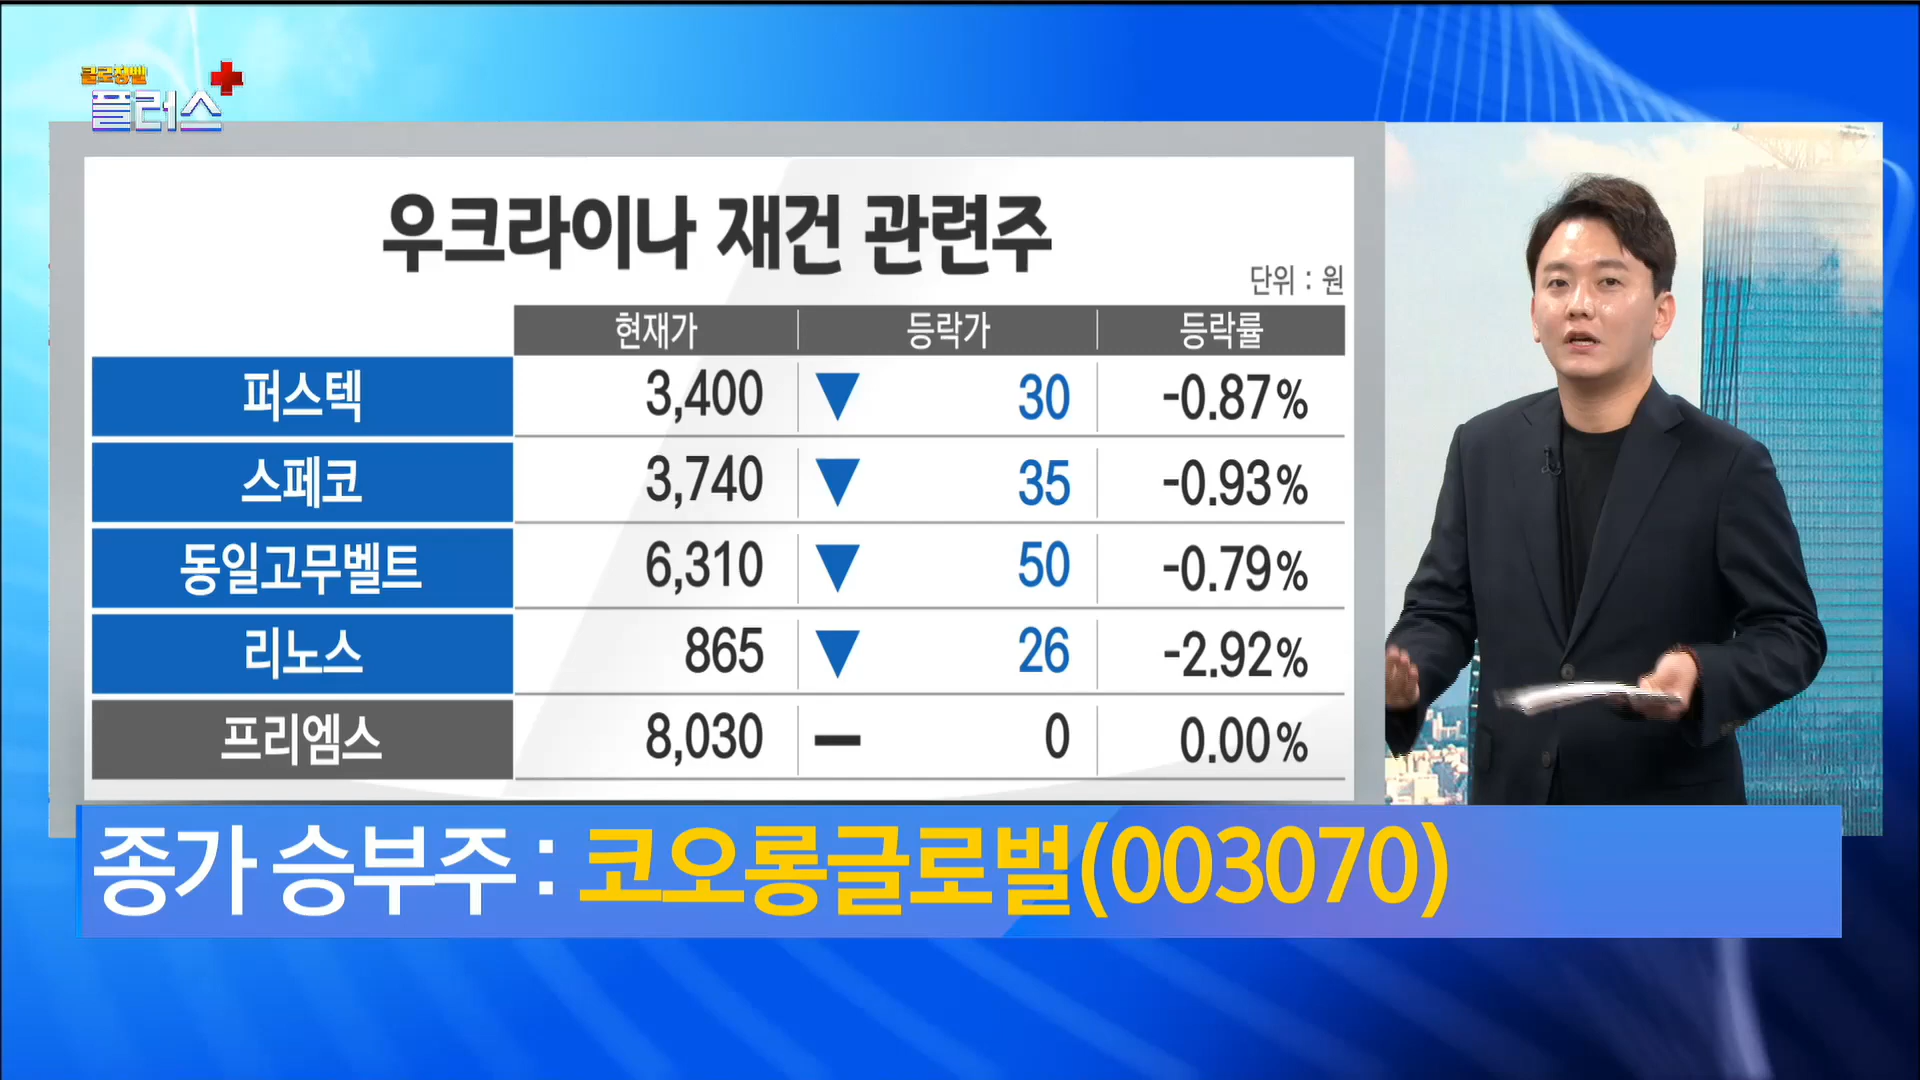 클로징벨
플러스
우크라이나 재건 관련주
단위 : 원
현재가 등락가 등락률
퍼스텍 3,400 ▼ 30 -0.87%
스페코 3,740 ▼ 35 -0.93%
동일고무벨트 6,310 ▼ 50 -0.79%
리노스 865 ▼ 26 -2.92%
프리엠스 8,030 — 0 0.00%
종가 승부주 : 코오롱글로벌(003070)